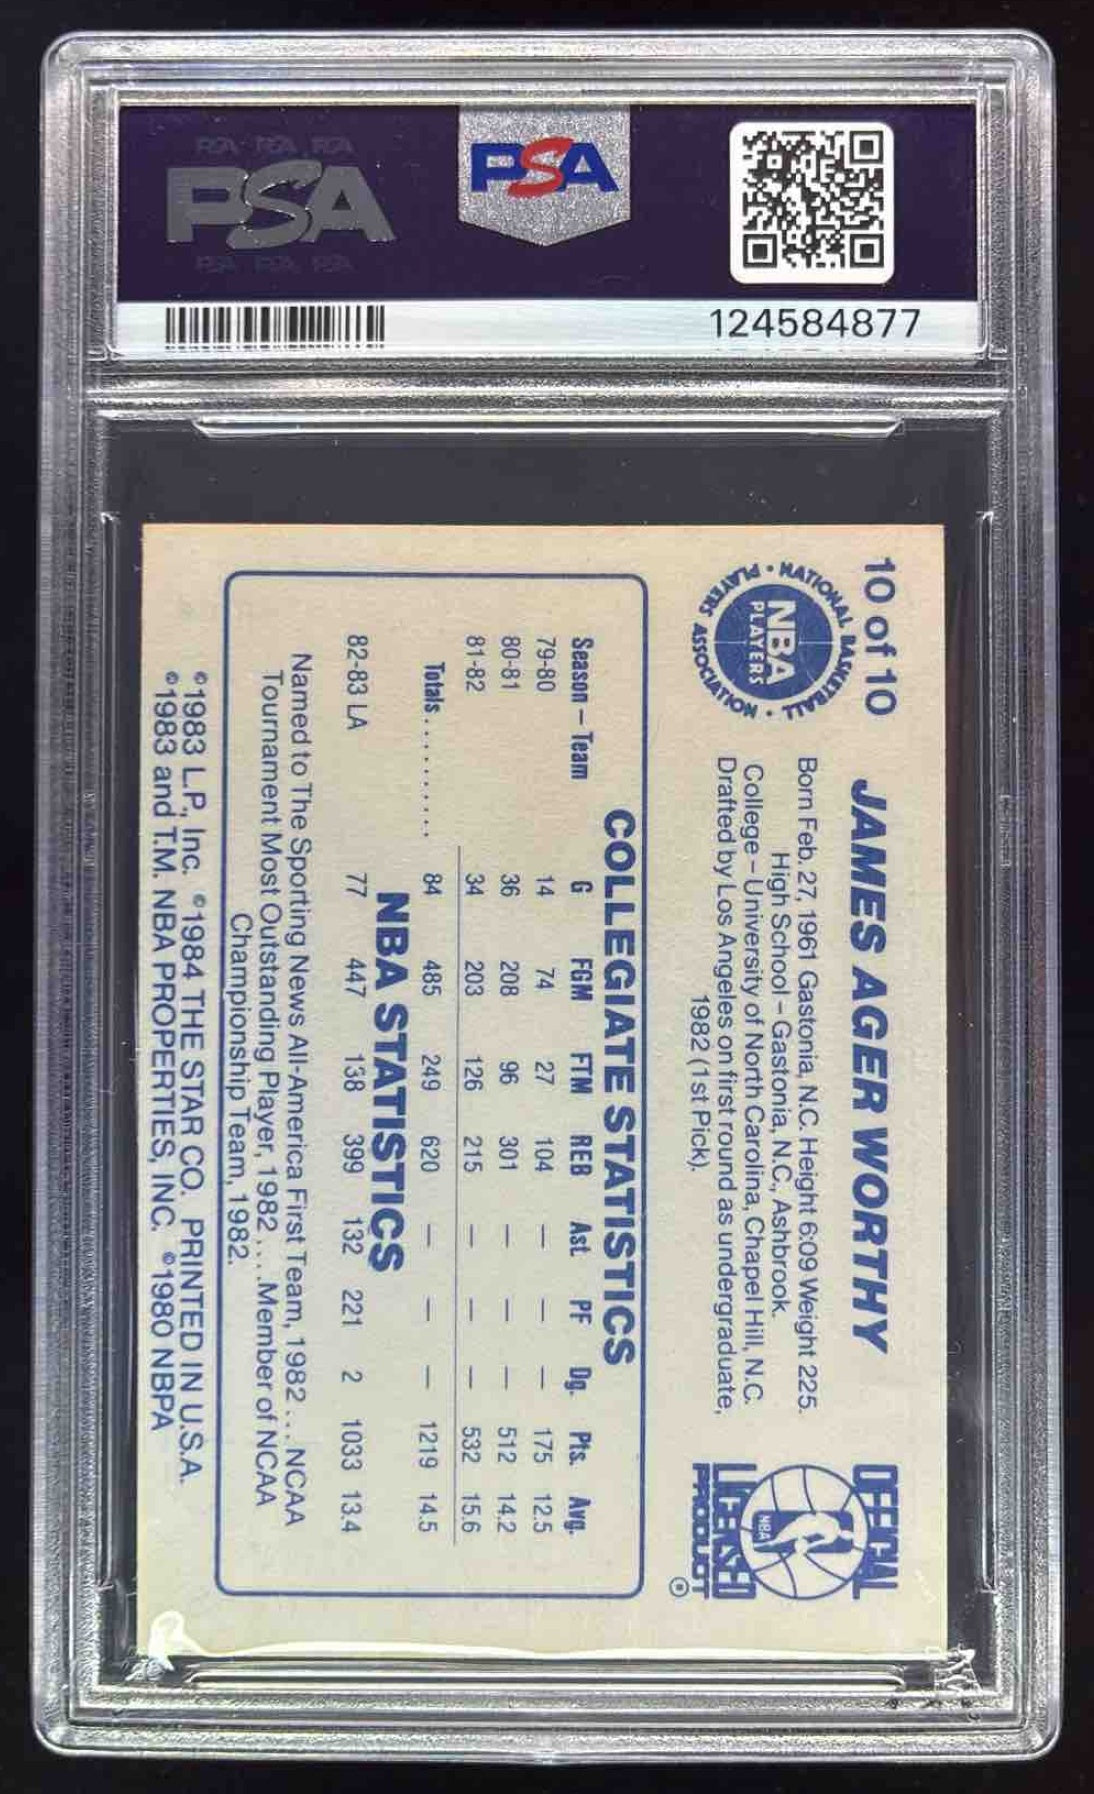 PSA PSA PSA
PSA
PSA PSA PSA
PSA
124584877
10 of 10
JAMES AGER WORTHY
NATIONAL BASKETBALL PLAYERS ASSOCIATION
NBA
PLAYERS
Born Feb. 27, 1961 Gastonia, N.C. Height 6:09 Weight 225.
High School – Gastonia, N.C., Ashbrook.
College – University of North Carolina, Chapel Hill, N.C.
Drafted by Los Angeles on first round as undergraduate,
1982 (1st Pick).
OFFICIAL
NBA
LICENSED
PRODUCT
®
COLLEGIATE STATISTICS
Season – Team G FGM FTM REB Ast. PF Dq. Pts. Avg.
79-80 14 74 27 104 — — — 175 12.5
80-81 36 208 96 301 — — — 512 14.2
81-82 34 203 126 215 — — — 532 15.6
Totals......... 84 485 249 620 — — — 1219 14.5
NBA STATISTICS
82-83 LA 77 447 138 399 132 221 2 1033 13.4
Named to The Sporting News All-America First Team, 1982 ... NCAA
Tournament Most Outstanding Player, 1982 ... Member of NCAA
Championship Team, 1982.
©1983 L.P., Inc. ©1984 THE STAR CO. PRINTED IN U.S.A.
©1983 and T.M. NBA PROPERTIES, INC. ©1980 NBPA